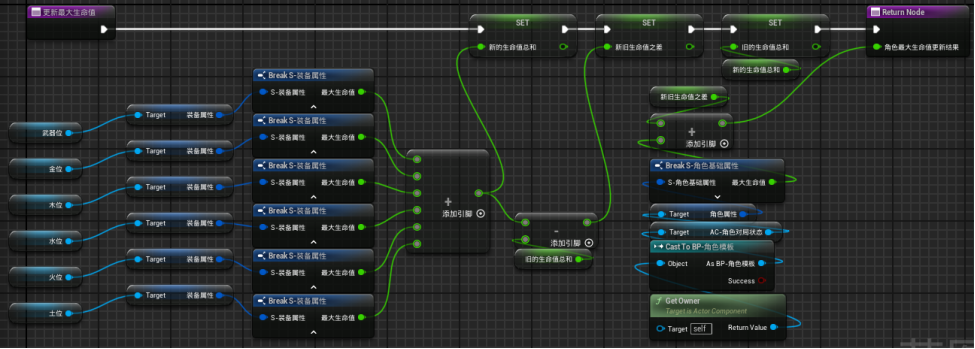 更新最大生命值
SET
新的生命值总和
SET
新旧生命值之差
SET
旧的生命值总和
新的生命值总和
Return Node
角色最大生命值更新结果
武器位
金位
木位
水位
火位
土位
Target 装备属性
Target 装备属性
Target 装备属性
Target 装备属性
Target 装备属性
Target 装备属性
Break S-装备属性
S-装备属性 最大生命值
Break S-装备属性
S-装备属性 最大生命值
Break S-装备属性
S-装备属性 最大生命值
Break S-装备属性
S-装备属性 最大生命值
Break S-装备属性
S-装备属性 最大生命值
Break S-装备属性
S-装备属性 最大生命值
+
添加引脚
-
添加引脚
旧的生命值总和
新旧生命值之差
+
添加引脚
Break S-角色基础属性
S-角色基础属性 最大生命值
Target 角色属性
Target AC-角色对局状态
Cast To BP-角色模板
Object As BP-角色模板
Success
f Get Owner
Target is Actor Component
Target self Return Value